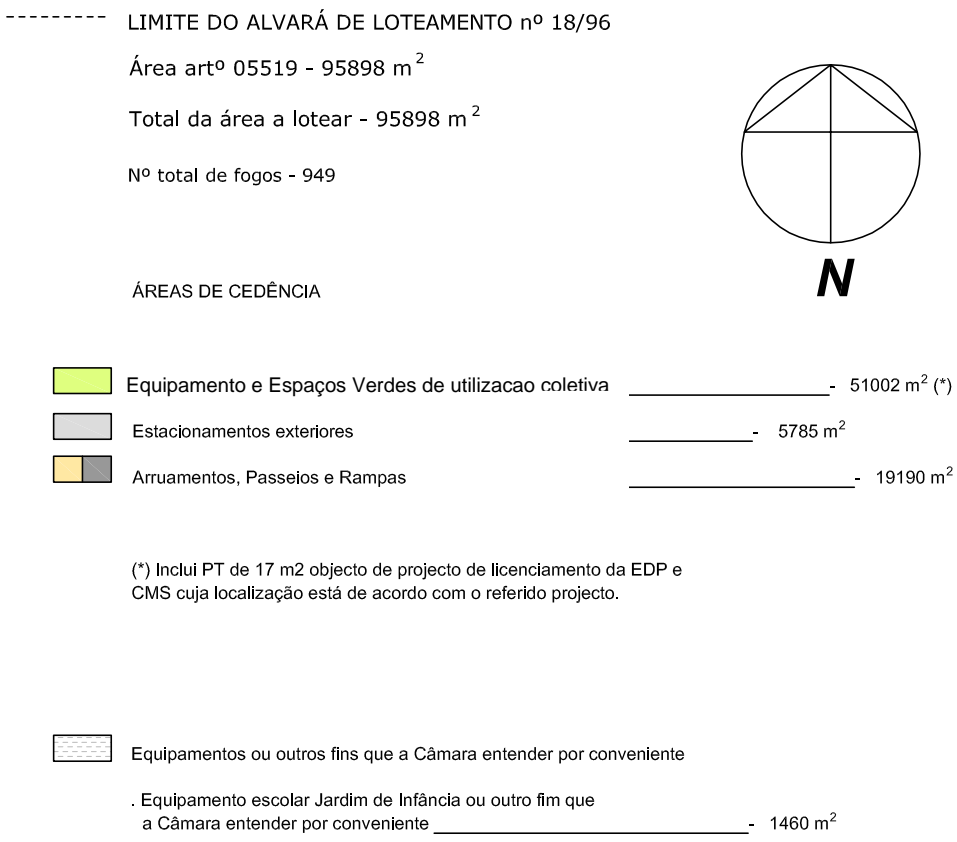 LIMITE DO ALVARÁ DE LOTEAMENTO nº 18/96
Área artº 05519 - 95898 m²
Total da área a lotear - 95898 m²
Nº total de fogos - 949
N
ÁREAS DE CEDÊNCIA
Equipamento e Espaços Verdes de utilizacao coletiva - 51002 m² (*)
Estacionamentos exteriores - 5785 m²
Arruamentos, Passeios e Rampas - 19190 m²
(*) Inclui PT de 17 m2 objecto de projecto de licenciamento da EDP e
CMS cuja localização está de acordo com o referido projecto.
Equipamentos ou outros fins que a Câmara entender por conveniente
. Equipamento escolar Jardim de Infância ou outro fim que
a Câmara entender por conveniente - 1460 m²